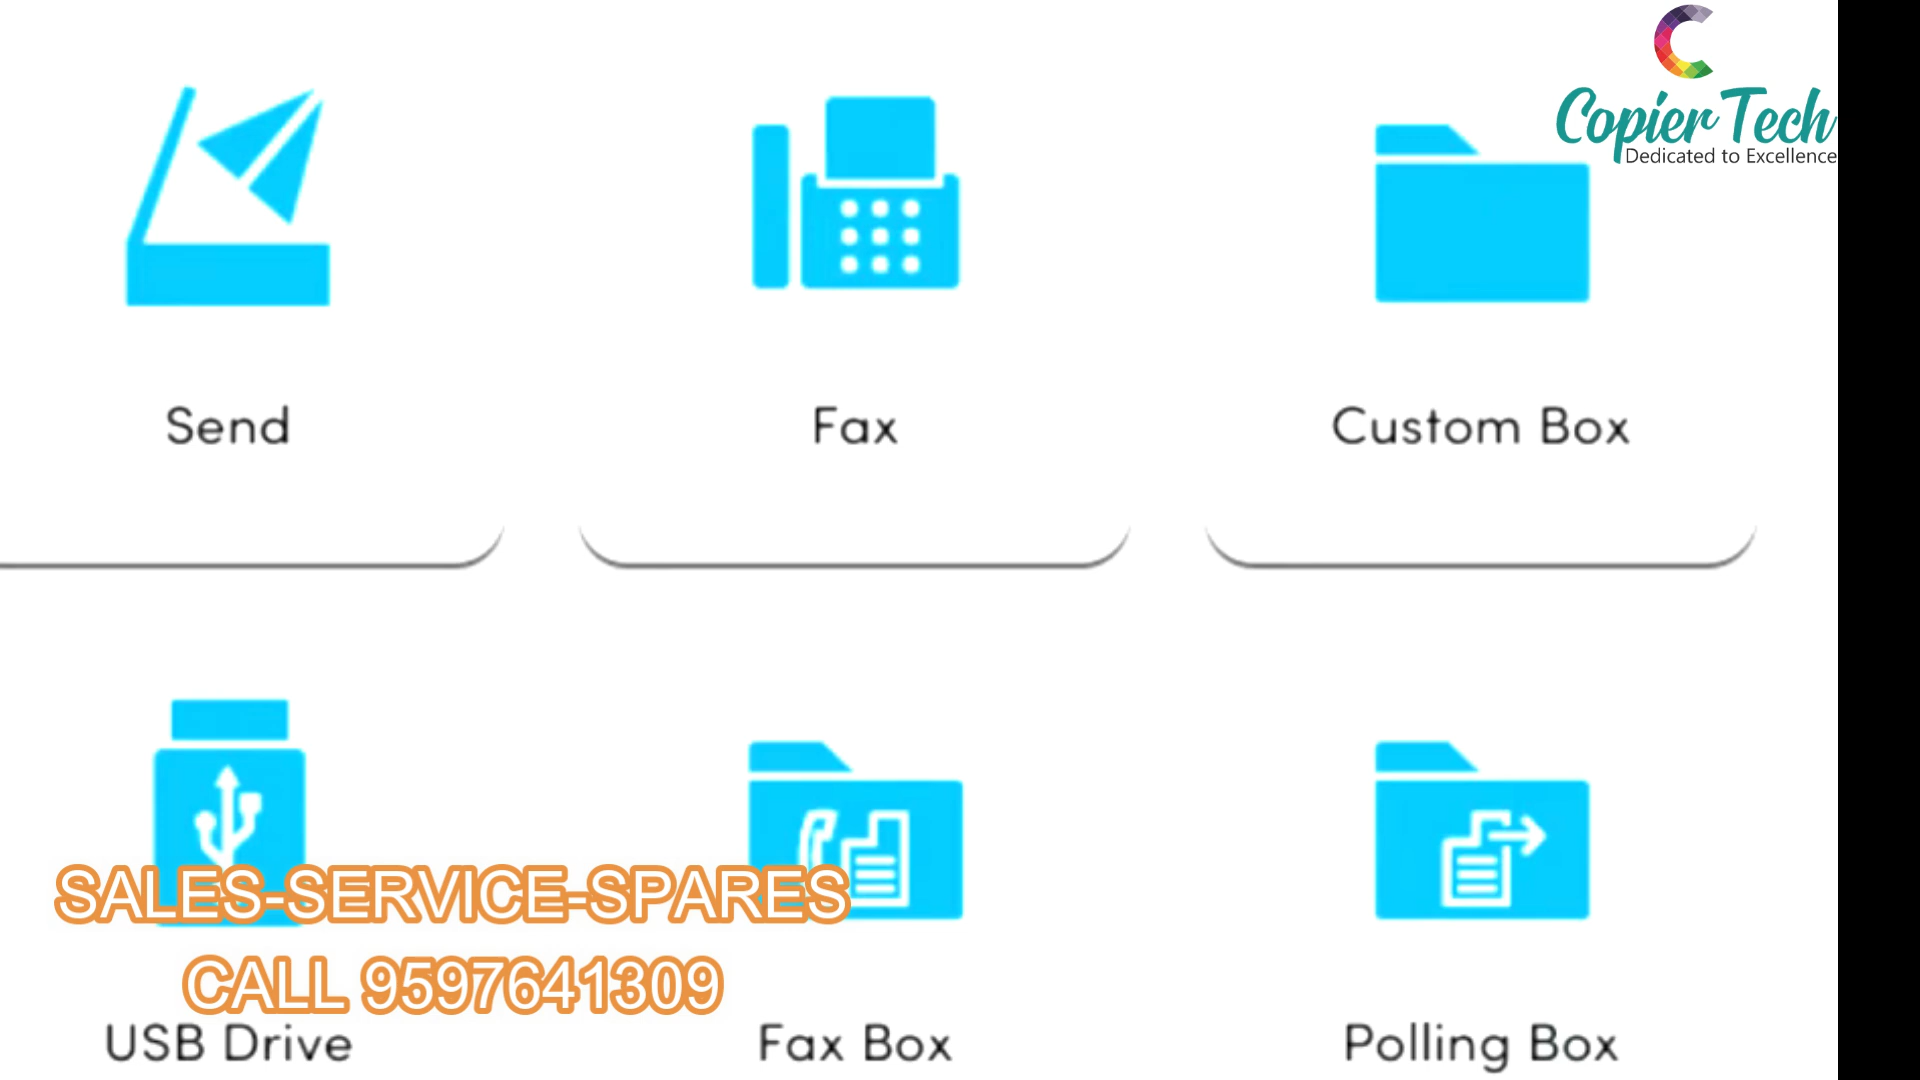 Copier Tech
Dedicated to Excellence
Send
Fax
Custom Box
SALES-SERVICE-SPARES
CALL 9597641309
USB Drive
Fax Box
Polling Box